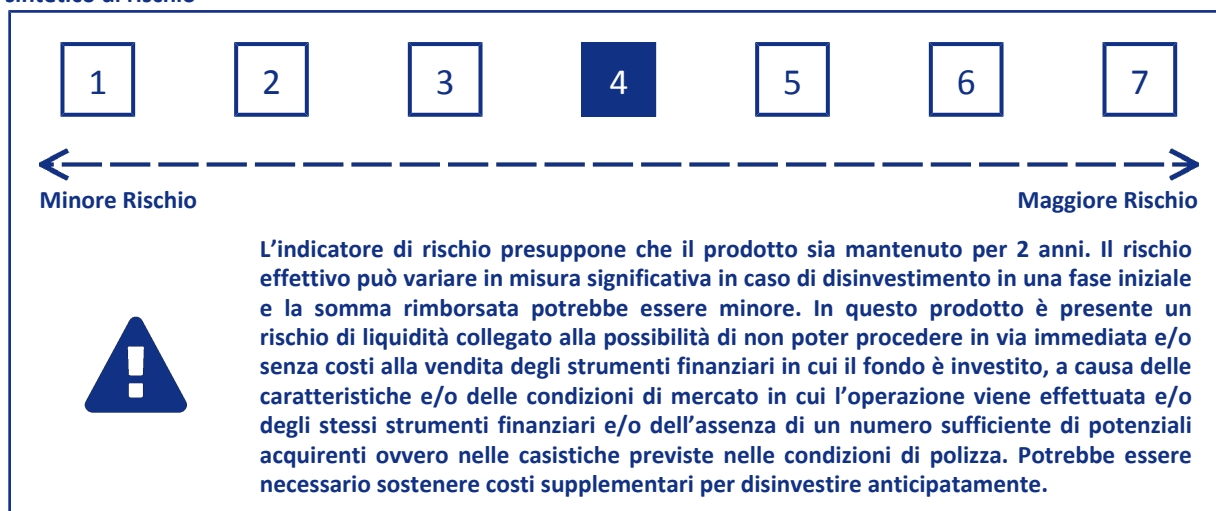 sintetico di rischio
1 2 3 4 5 6 7
Minore Rischio Maggiore Rischio
L'indicatore di rischio presuppone che il prodotto sia mantenuto per 2 anni. Il rischio
effettivo può variare in misura significativa in caso di disinvestimento in una fase iniziale
e la somma rimborsata potrebbe essere minore. In questo prodotto è presente un
rischio di liquidità collegato alla possibilità di non poter procedere in via immediata e/o
senza costi alla vendita degli strumenti finanziari in cui il fondo è investito, a causa delle
caratteristiche e/o delle condizioni di mercato in cui l'operazione viene effettuata e/o
degli stessi strumenti finanziari e/o dell'assenza di un numero sufficiente di potenziali
acquirenti ovvero nelle casistiche previste nelle condizioni di polizza. Potrebbe essere
necessario sostenere costi supplementari per disinvestire anticipatamente.